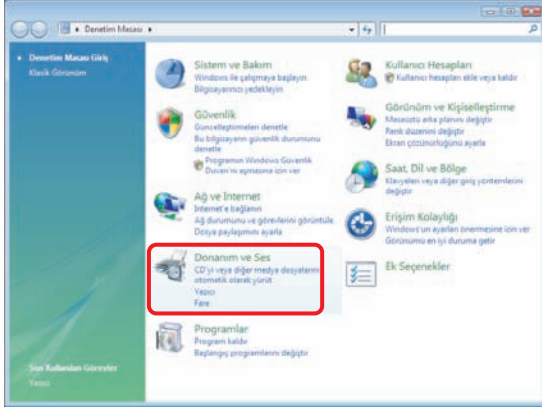 Denetim Masası
Denetim Masası Giriş
Klasik Görünüm
Sistem ve Bakım
Windows ile çalışmaya başlayın
Bilgisayarınızı yedekleyin
Güvenlik
Güncelleştirmeleri denetle
Bu bilgisayarın güvenlik durumunu
denetle
Programın Windows Güvenlik
Duvarı'nı aşmasına izin ver
Ağ ve Internet
Internet'e bağlanın
Ağ durumunu ve görevlerini görüntüle
Dosya paylaşımını ayarla
Donanım ve Ses
CD'yi veya diğer medya dosyalarını
otomatik olarak yürüt
Yazıcı
Fare
Programlar
Program kaldır
Başlangıç programlarını değiştir
Kullanıcı Hesapları
Kullanıcı hesapları ekle veya kaldır
Görünüm ve Kişiselleştirme
Masaüstü arka planını değiştir
Renk düzenini değiştir
Ekran çözünürlüğünü ayarla
Saat, Dil ve Bölge
Klavyeleri veya diğer giriş yöntemlerini
değiştir
Erişim Kolaylığı
Windows'un ayarları önermesine izin ver
Görünümü en iyi duruma getir
Ek Seçenekler
Son Kullanılan Görevler
Yazıcı